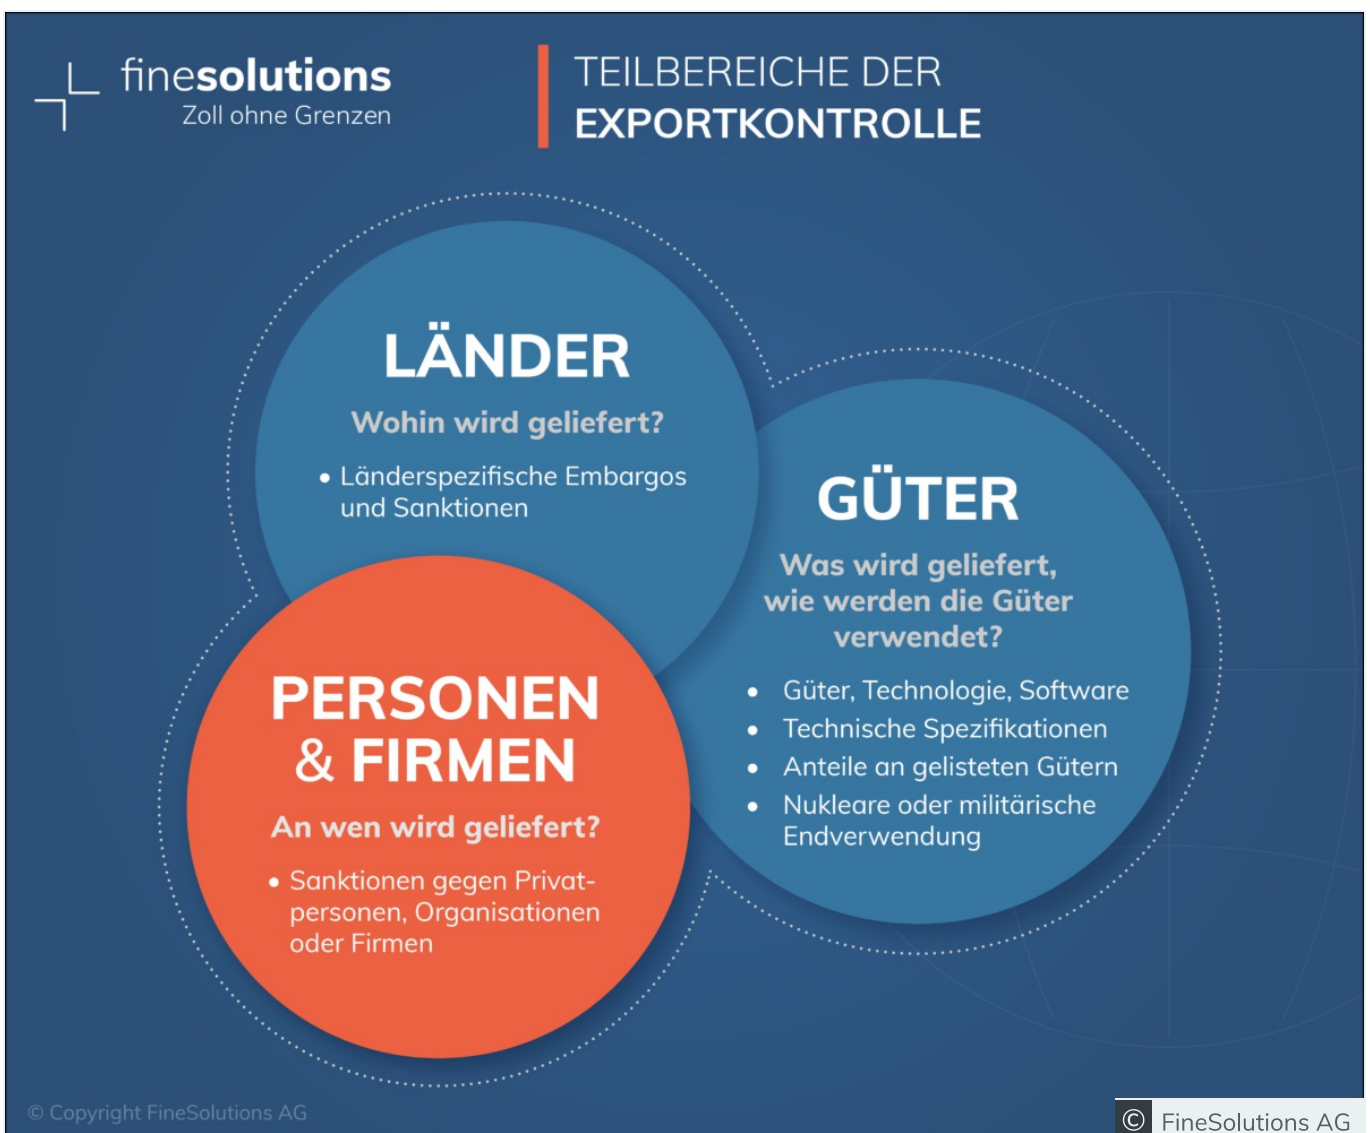 finesolutions
Zoll ohne Grenzen
TEILBEREICHE DER
EXPORTKONTROLLE
LÄNDER
Wohin wird geliefert?
• Länderspezifische Embargos
und Sanktionen
GÜTER
Was wird geliefert,
wie werden die Güter
verwendet?
• Güter, Technologie, Software
• Technische Spezifikationen
• Anteile an gelisteten Gütern
• Nukleare oder militärische
Endverwendung
PERSONEN
& FIRMEN
An wen wird geliefert?
• Sanktionen gegen Privat-
personen, Organisationen
oder Firmen
© Copyright FineSolutions AG
© FineSolutions AG